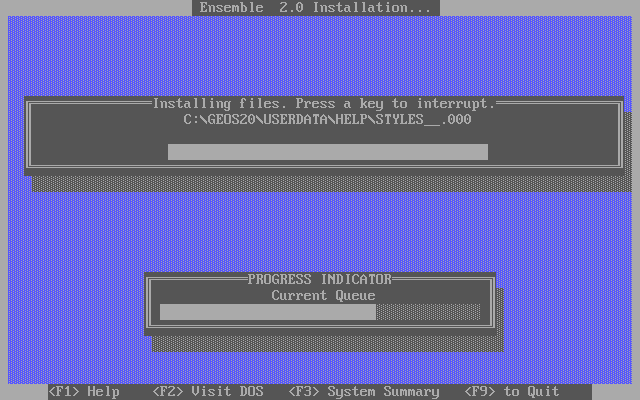 Ensemble  2.0 Installation...
Installing files. Press a key to interrupt.
C:\GEOS20\USERDATA\HELP\STYLES__.000
PROGRESS INDICATOR
Current Queue
<F1> Help    <F2> Visit DOS   <F3> System Summary   <F9> to Quit